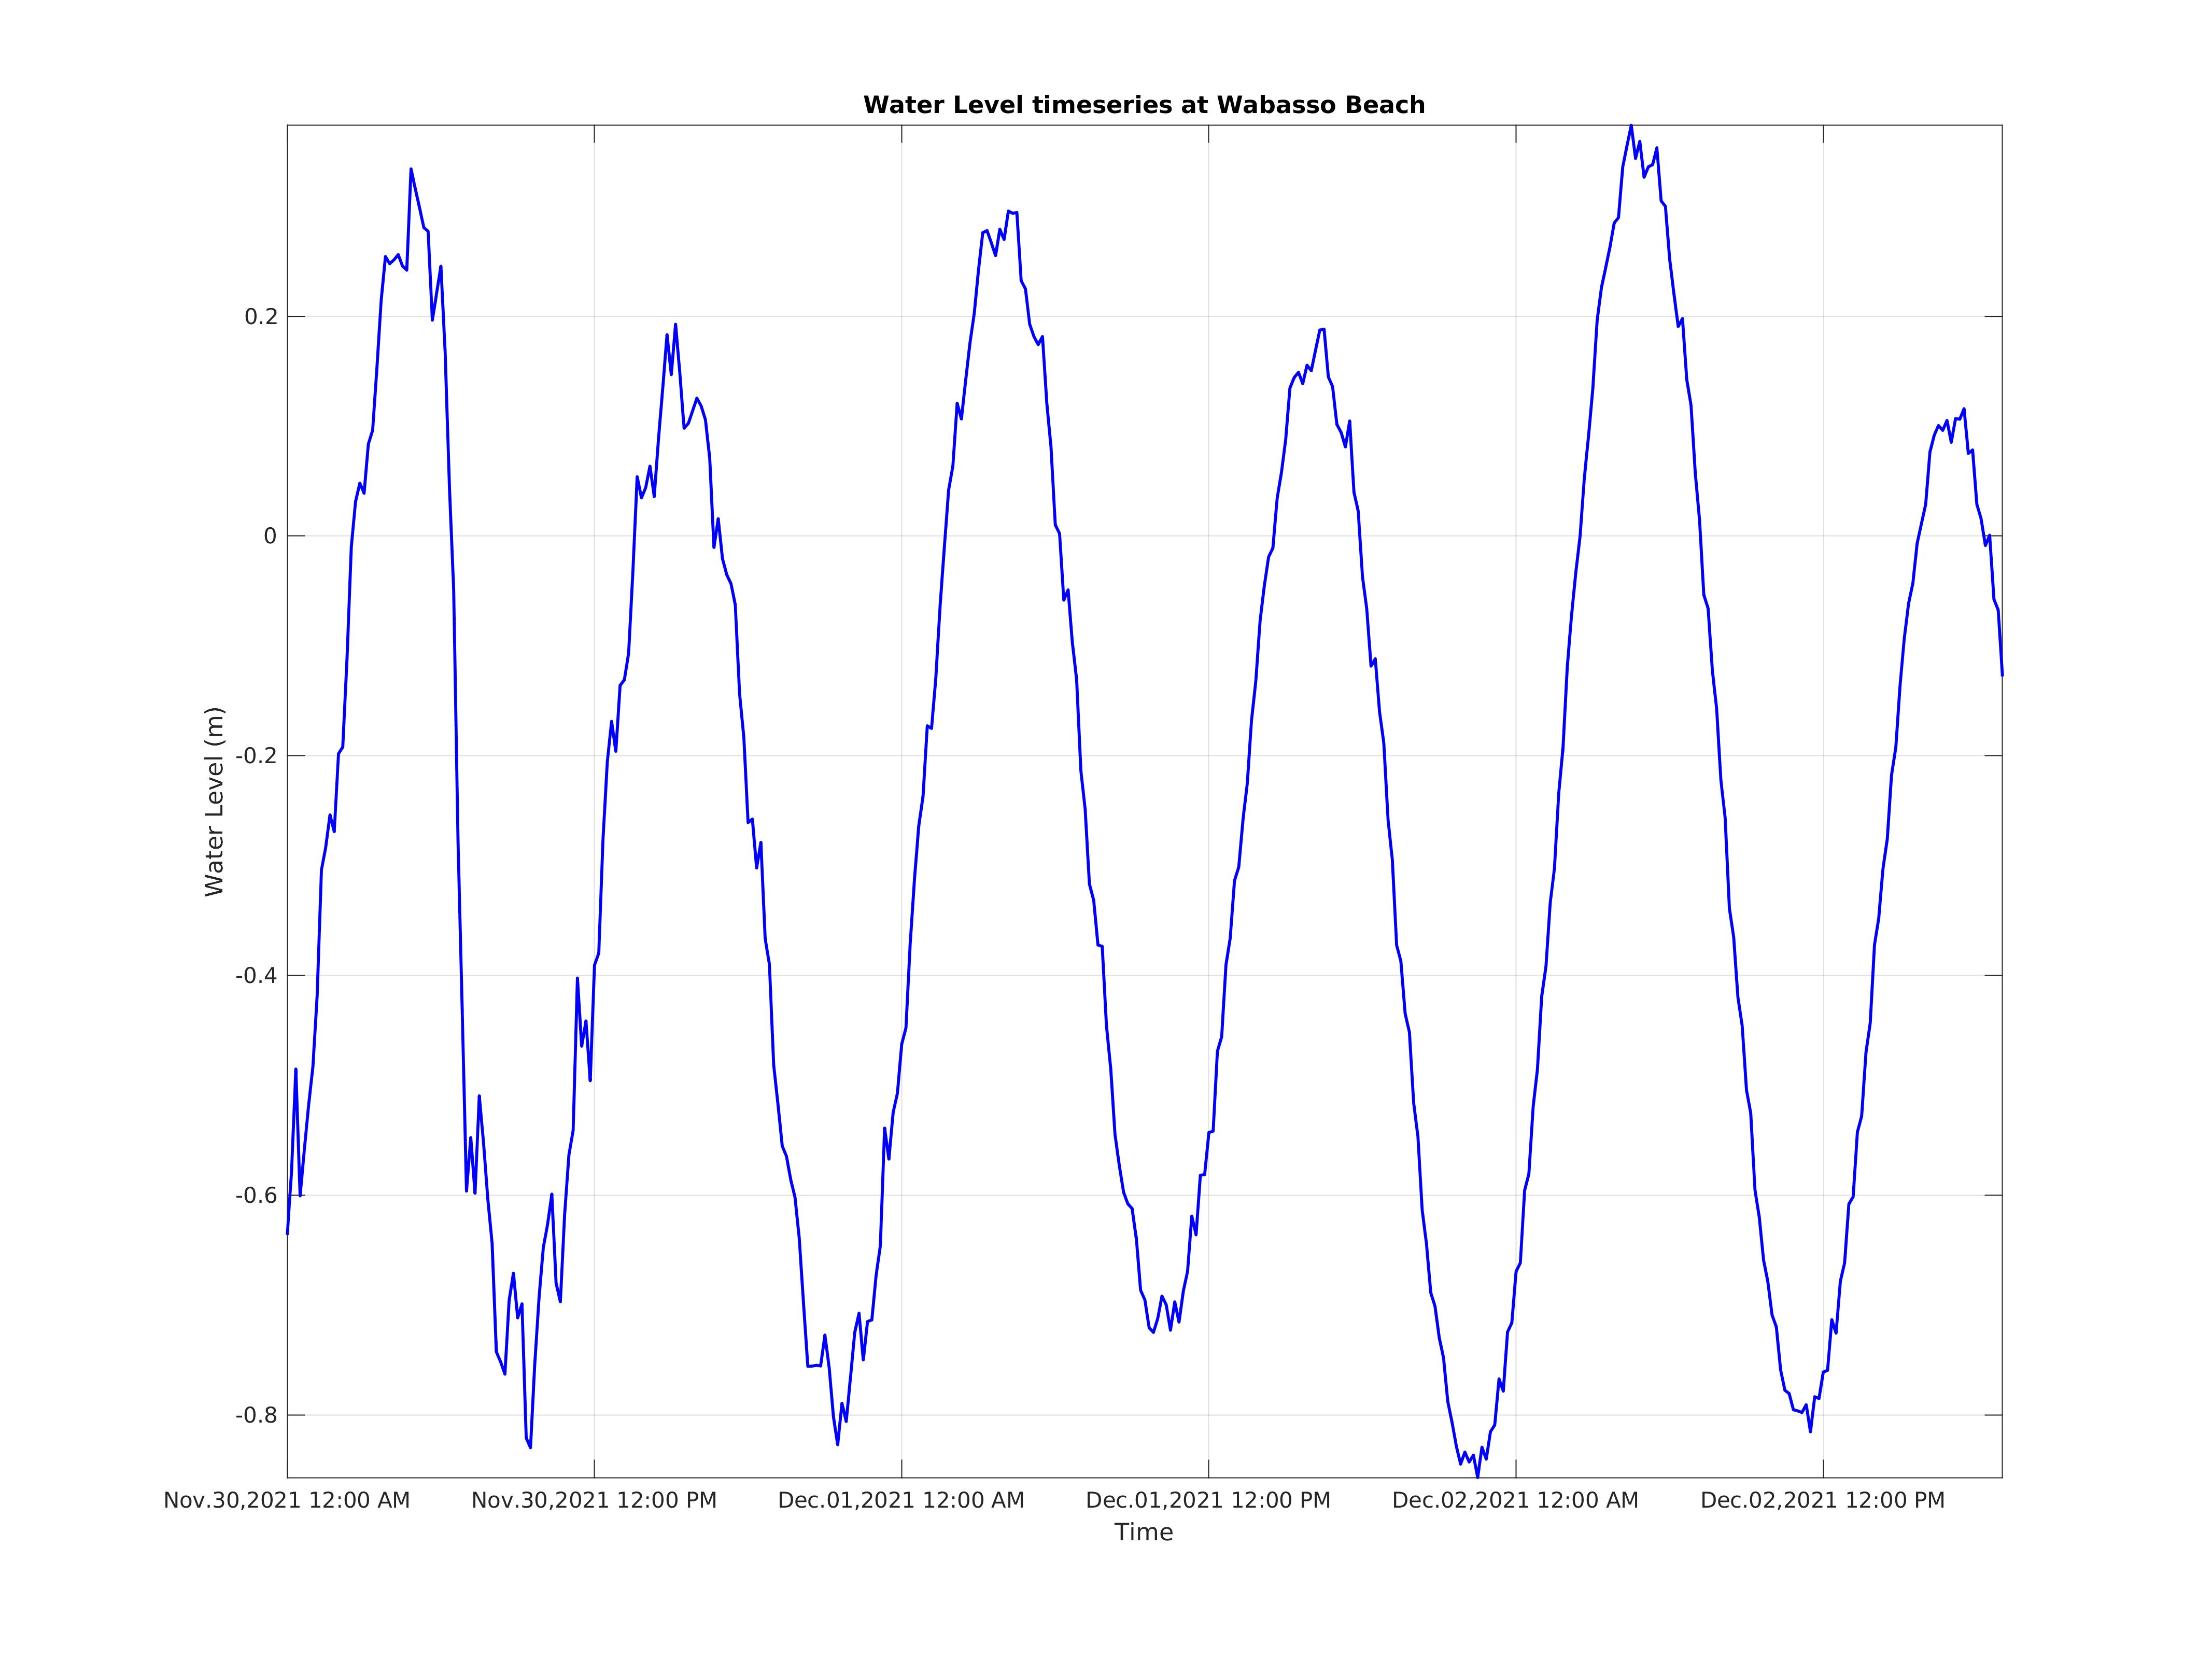 Water Level timeseries at Wabasso Beach
0.2
0
-0.2
-0.4
-0.6
-0.8
Water Level (m)
Nov.30,2021 12:00 AM Nov.30,2021 12:00 PM Dec.01,2021 12:00 AM Dec.01,2021 12:00 PM Dec.02,2021 12:00 AM Dec.02,2021 12:00 PM
Time